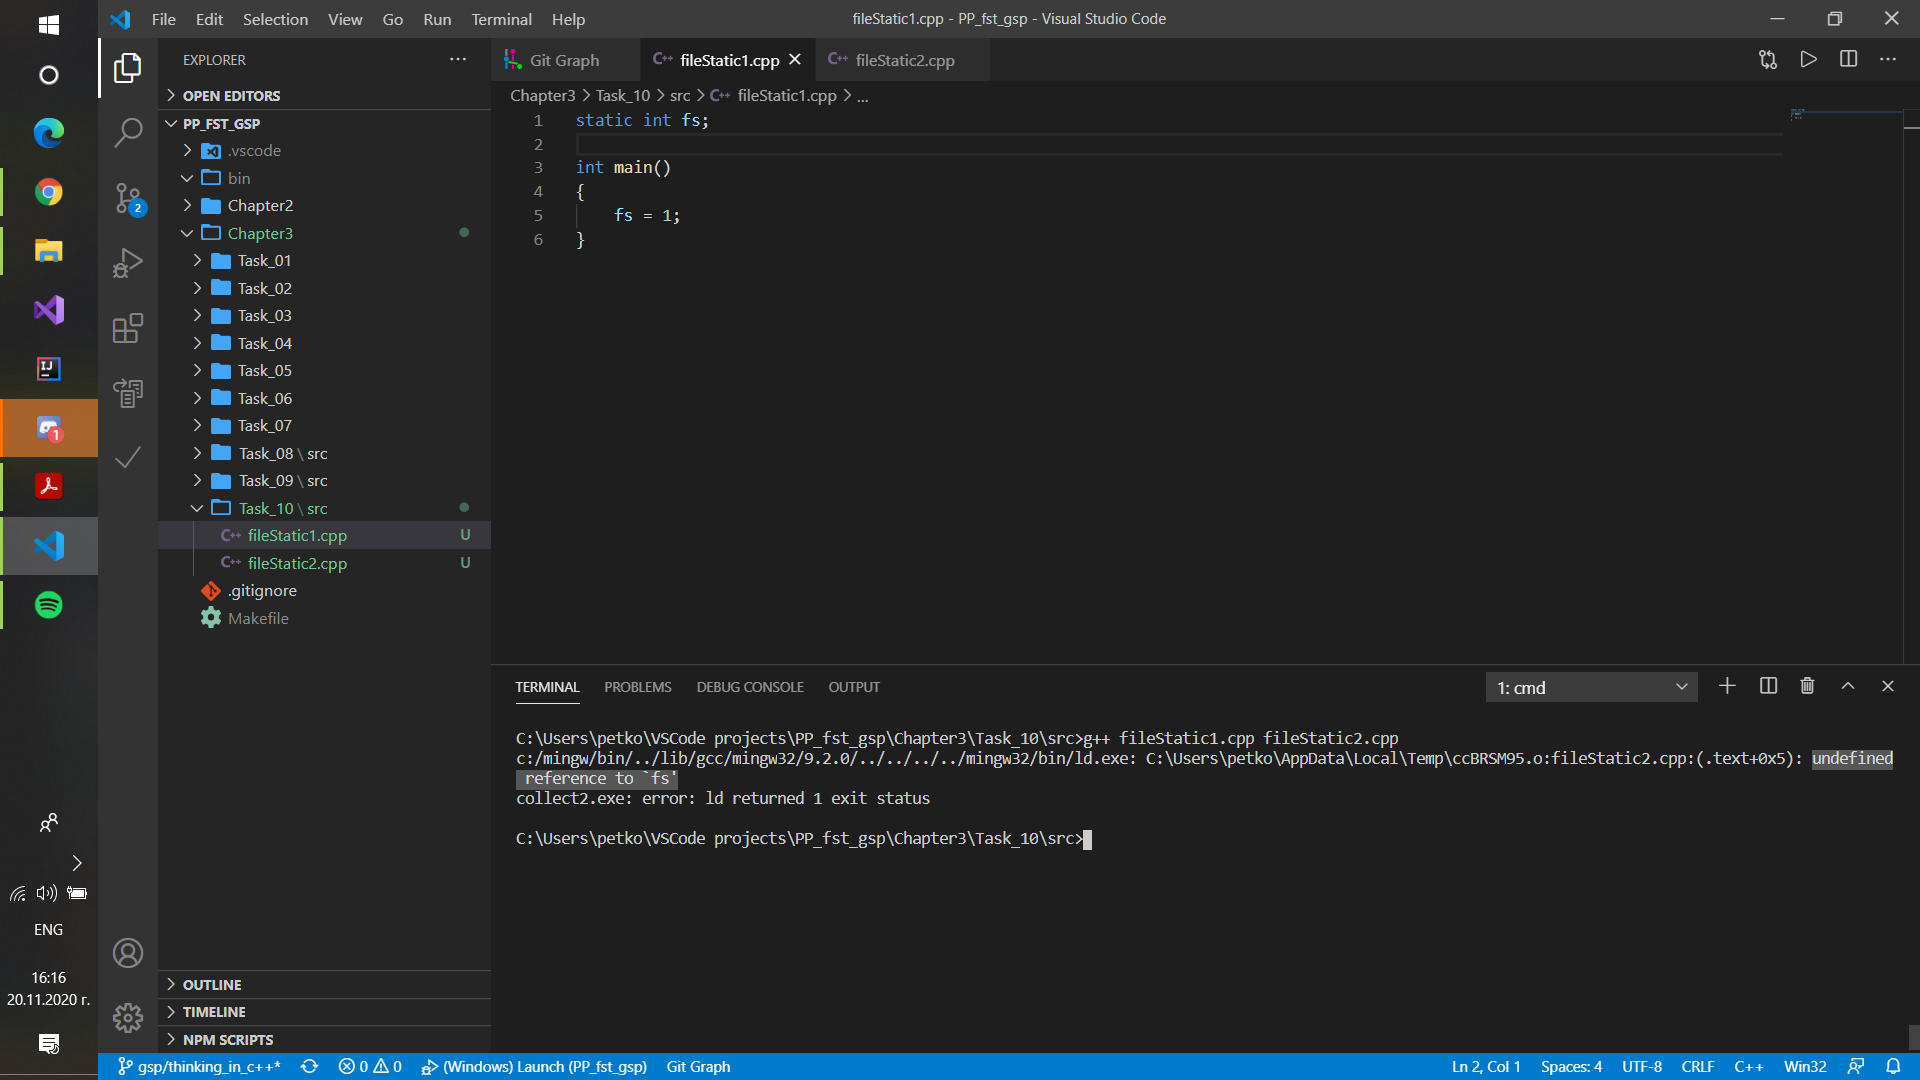 File Edit Selection View Go Run Terminal Help
fileStatic1.cpp - PP_fst_gsp - Visual Studio Code
EXPLORER
OPEN EDITORS
PP_FST_GSP
.vscode
bin
Chapter2
Chapter3
Task_01
Task_02
Task_03
Task_04
Task_05
Task_06
Task_07
Task_08 \ src
Task_09 \ src
Task_10 \ src
C++ fileStatic1.cpp U
C++ fileStatic2.cpp U
.gitignore
Makefile
OUTLINE
TIMELINE
NPM SCRIPTS
Git Graph C++ fileStatic1.cpp C++ fileStatic2.cpp
Chapter3 > Task_10 > src > C++ fileStatic1.cpp > ...
1 static int fs;
2
3 int main()
4 {
5 fs = 1;
6 }
TERMINAL PROBLEMS DEBUG CONSOLE OUTPUT
1: cmd
C:\Users\petko\VSCode projects\PP_fst_gsp\Chapter3\Task_10\src>g++ fileStatic1.cpp fileStatic2.cpp
c:/mingw/bin/../lib/gcc/mingw32/9.2.0/../../../../mingw32/bin/ld.exe: C:\Users\petko\AppData\Local\Temp\ccBRSM95.o:fileStatic2.cpp:(.text+0x5): undefined
reference to `fs'
collect2.exe: error: ld returned 1 exit status
C:\Users\petko\VSCode projects\PP_fst_gsp\Chapter3\Task_10\src>
2
IJ
1
ENG
16:16
20.11.2020 г.
gsp/thinking_in_c++* 0 0 (Windows) Launch (PP_fst_gsp) Git Graph
Ln 2, Col 1 Spaces: 4 UTF-8 CRLF C++ Win32